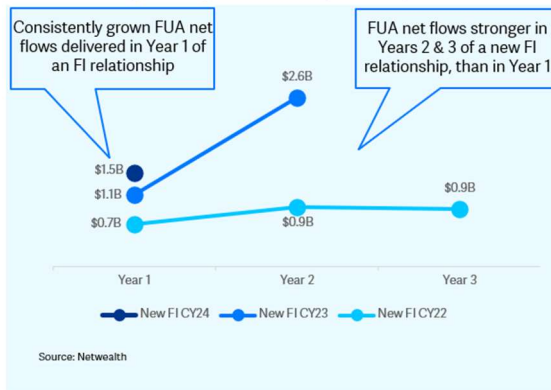 Consistently grown FUA net
flows delivered in Year 1 of
an FI relationship
FUA net flows stronger in
Years 2 & 3 of a new FI
relationship, than in Year 1
$2.6B
$1.5B
$1.1B
$0.7B
$0.9B
$0.9B
Year 1
Year 2
Year 3
New FI CY24
New FI CY23
New FI CY22
Source: Netwealth